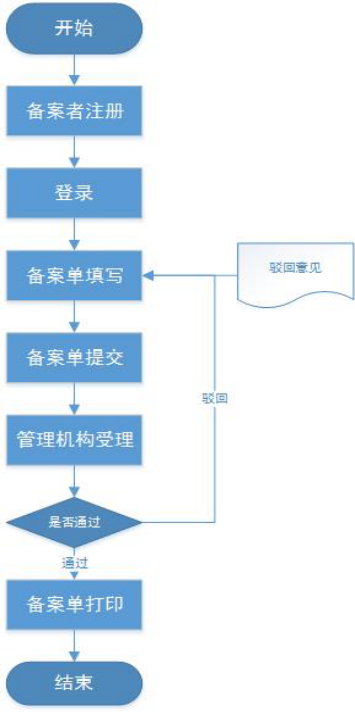 开始
备案者注册
登录
备案单填写
驳回意见
备案单提交
驳回
管理机构受理
是否通过
通过
备案单打印
结束